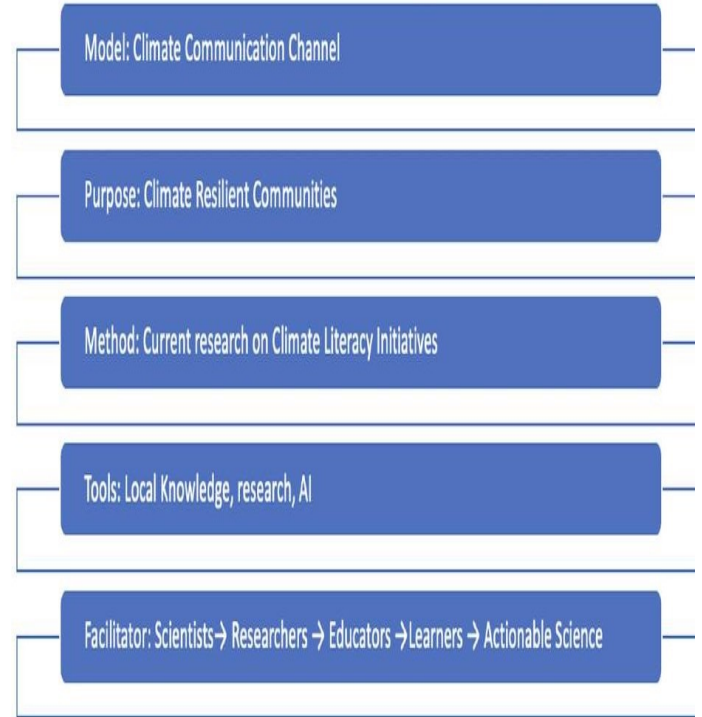 Model: Climate Communication Channel
Purpose: Climate Resilient Communities
Method: Current research on Climate Literacy Initiatives
Tools: Local Knowledge, research, AI
Facilitator: Scientists→ Researchers → Educators →Learners → Actionable Science